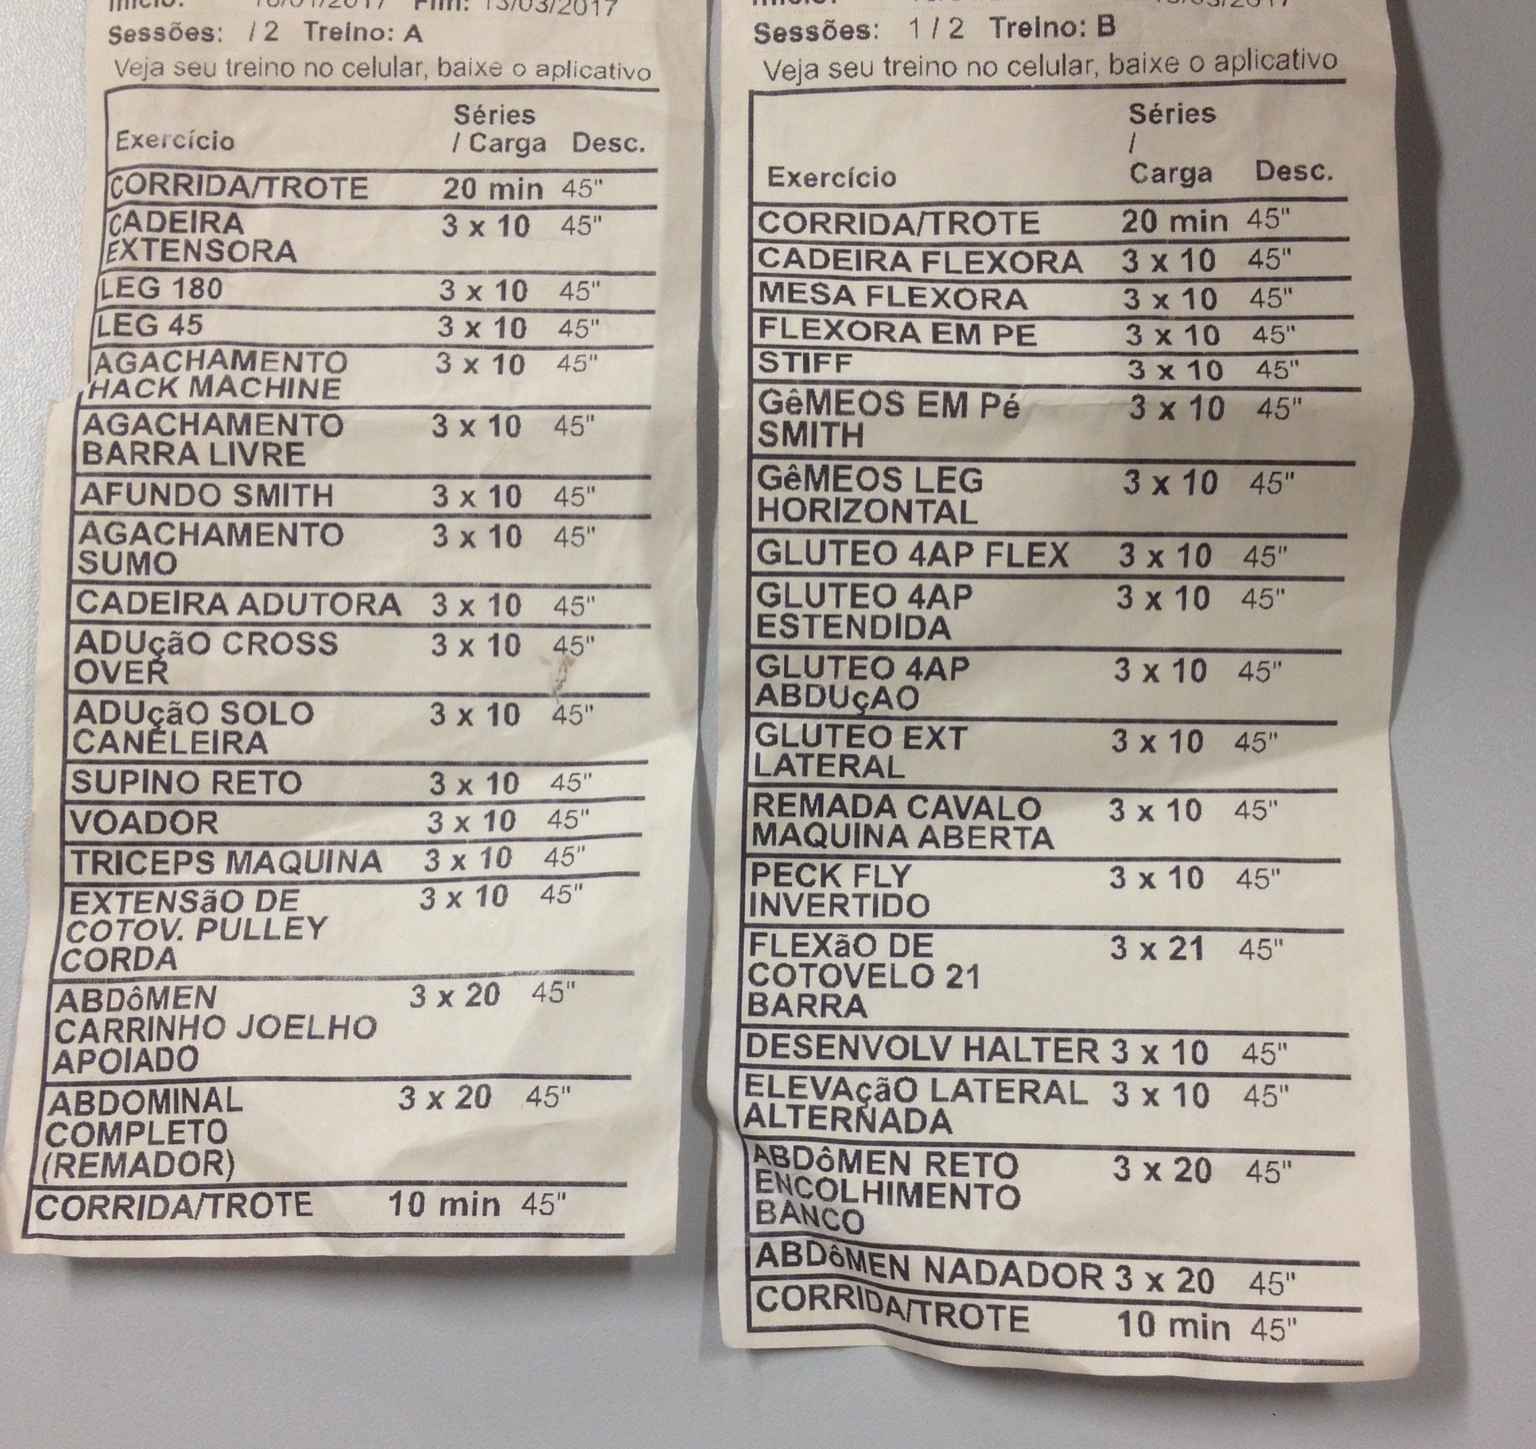 Início: 16/01/2017 Fim: 13/03/2017
Sessões: / 2 Treino: A
Veja seu treino no celular, baixe o aplicativo
Séries
Exercício / Carga Desc.
CORRIDA/TROTE 20 min 45"
CADEIRA 3 x 10 45"
EXTENSORA
LEG 180 3 x 10 45"
LEG 45 3 x 10 45"
AGACHAMENTO 3 x 10 45"
HACK MACHINE
AGACHAMENTO 3 x 10 45"
BARRA LIVRE
AFUNDO SMITH 3 x 10 45"
AGACHAMENTO 3 x 10 45"
SUMO
CADEIRA ADUTORA 3 x 10 45"
ADUçãO CROSS 3 x 10 45"
OVER
ADUçãO SOLO 3 x 10 45"
CANELEIRA
SUPINO RETO 3 x 10 45"
VOADOR 3 x 10 45"
TRICEPS MAQUINA 3 x 10 45"
EXTENSãO DE 3 x 10 45"
COTOV. PULLEY
CORDA
ABDôMEN 3 x 20 45"
CARRINHO JOELHO
APOIADO
ABDOMINAL 3 x 20 45"
COMPLETO
(REMADOR)
CORRIDA/TROTE 10 min 45"
Sessões: 1 / 2 Treino: B
Veja seu treino no celular, baixe o aplicativo
Séries
/
Exercício Carga Desc.
CORRIDA/TROTE 20 min 45"
CADEIRA FLEXORA 3 x 10 45"
MESA FLEXORA 3 x 10 45"
FLEXORA EM PE 3 x 10 45"
STIFF 3 x 10 45"
GêMEOS EM Pé 3 x 10 45"
SMITH
GêMEOS LEG 3 x 10 45"
HORIZONTAL
GLUTEO 4AP FLEX 3 x 10 45"
GLUTEO 4AP 3 x 10 45"
ESTENDIDA
GLUTEO 4AP 3 x 10 45"
ABDUçAO
GLUTEO EXT 3 x 10 45"
LATERAL
REMADA CAVALO 3 x 10 45"
MAQUINA ABERTA
PECK FLY 3 x 10 45"
INVERTIDO
FLEXãO DE 3 x 21 45"
COTOVELO 21
BARRA
DESENVOLV HALTER 3 x 10 45"
ELEVAçãO LATERAL 3 x 10 45"
ALTERNADA
ABDôMEN RETO 3 x 20 45"
ENCOLHIMENTO
BANCO
ABDôMEN NADADOR 3 x 20 45"
CORRIDA/TROTE 10 min 45"